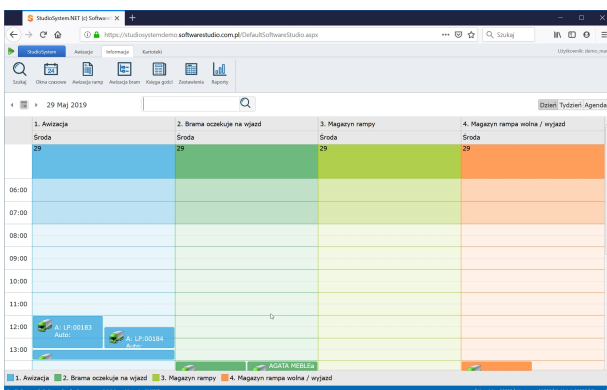 StudioSystem.NET (c) Software
https://studiosystemdemo.softwarestudio.com.pl/DefaultSoftwareStudio.aspx
Szukaj
StudioSystem Awizacje Informacje Kartoteki
Użytkownik: demo_ma
Szukaj Okna czasowe Awizacja ramp Awizacja bram Księga gości Zestawienia Raporty
29 Maj 2019
Dzień Tydzień Agenda
1. Awizacja 2. Brama oczekuje na wjazd 3. Magazyn rampy 4. Magazyn rampa wolna / wyjazd
Środa Środa Środa Środa
29 29 29 29
06:00
07:00
08:00
09:00
10:00
11:00
12:00
A: LP:00183
Auto:
A: LP:00184
Auto:
13:00
AGATA MEBLEa
1. Awizacja 2. Brama oczekuje na wjazd 3. Magazyn rampy 4. Magazyn rampa wolna / wyjazd